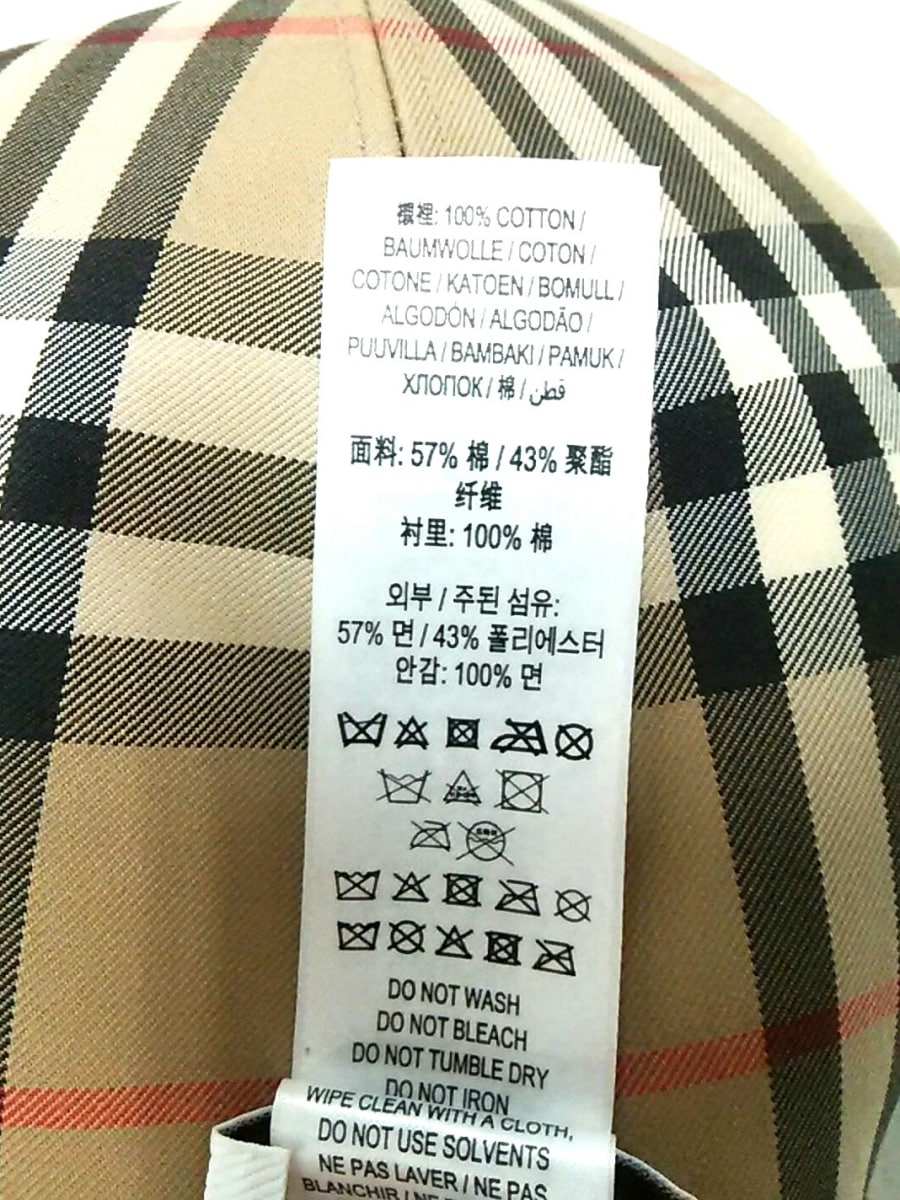 襯裡: 100% COTTON /
BAUMWOLLE / COTON /
COTONE / KATOEN / BOMULL /
ALGODÓN / ALGODÃO /
PUUVILLA / BAMBAKI / PAMUK /
ХЛОПОК / 棉 / قطن
面料: 57% 棉 / 43% 聚酯
纤维
衬里: 100% 棉
외부 / 주된 섬유:
57% 면 / 43% 폴리에스터
안감: 100% 면
DO NOT WASH
DO NOT BLEACH
DO NOT TUMBLE DRY
DO NOT IRON
WIPE CLEAN WITH A CLOTH,
DO NOT USE SOLVENTS
NE PAS LAVER / NE PAS
BLANCHIR / NE